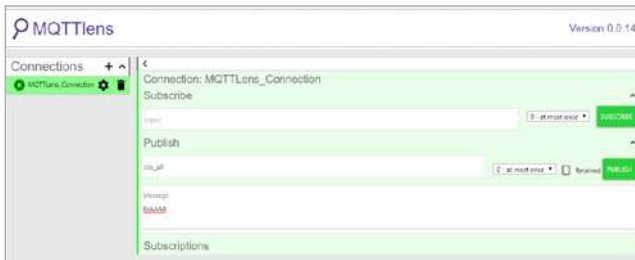 MQTTlens
Version 0.0.14
Connections + ^
<
MQTTLens_Connection
Connection: MQTTLens_Connection
Subscribe
topic
0 - at most once
SUBSCRIBE
Publish
0 - at most once
Retained
PUBLISH
Message
Subscriptions